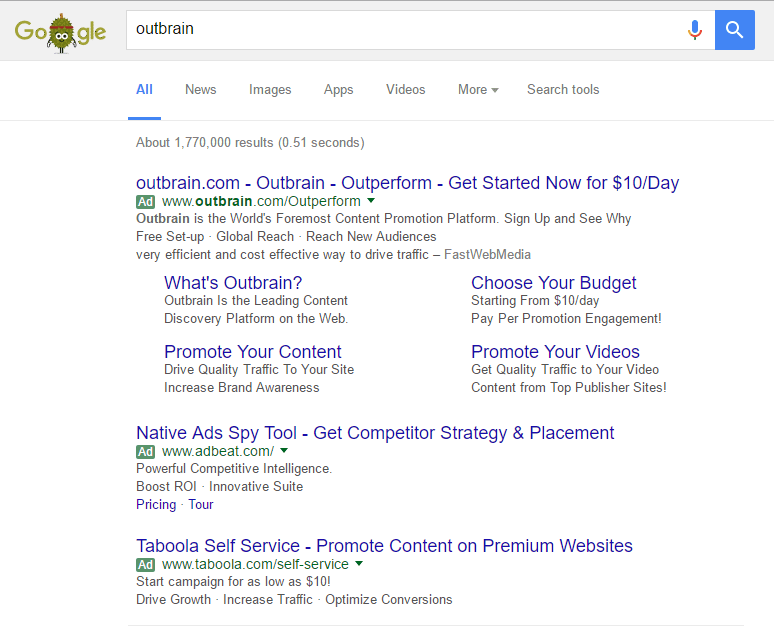 Google
outbrain
All News Images Apps Videos More Search tools
About 1,770,000 results (0.51 seconds)
outbrain.com - Outbrain - Outperform - Get Started Now for $10/Day
Ad www.outbrain.com/Outperform
Outbrain is the World's Foremost Content Promotion Platform. Sign Up and See Why
Free Set-up · Global Reach · Reach New Audiences
very efficient and cost effective way to drive traffic – FastWebMedia
What's Outbrain?
Outbrain Is the Leading Content
Discovery Platform on the Web.
Choose Your Budget
Starting From $10/day
Pay Per Promotion Engagement!
Promote Your Content
Drive Quality Traffic To Your Site
Increase Brand Awareness
Promote Your Videos
Get Quality Traffic to Your Video
Content from Top Publisher Sites!
Native Ads Spy Tool - Get Competitor Strategy & Placement
Ad www.adbeat.com/
Powerful Competitive Intelligence.
Boost ROI · Innovative Suite
Pricing · Tour
Taboola Self Service - Promote Content on Premium Websites
Ad www.taboola.com/self-service
Start campaign for as low as $10!
Drive Growth · Increase Traffic · Optimize Conversions